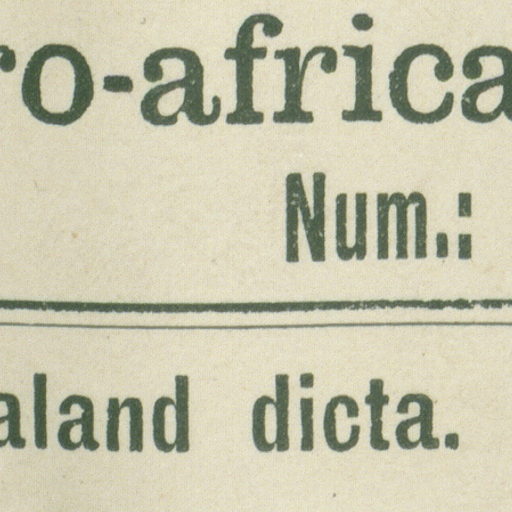 ro-africa
Num.:
aland dicta.